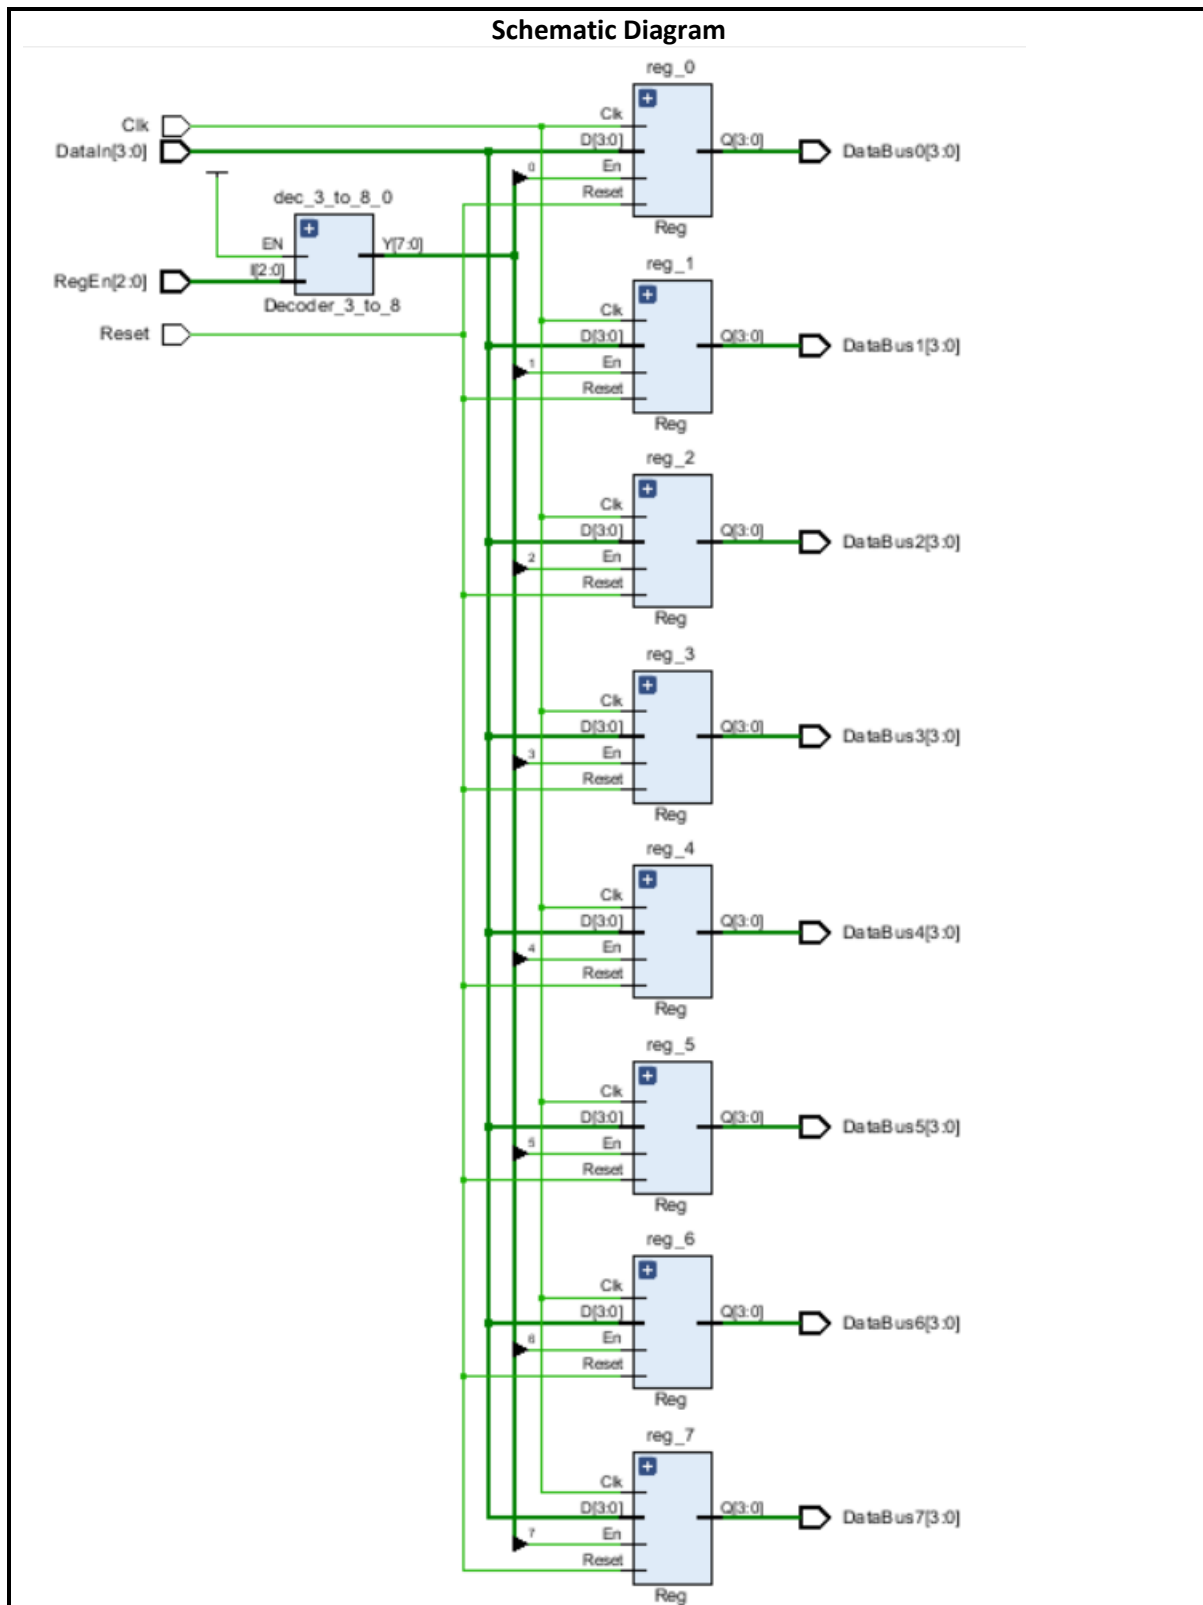 Schematic Diagram
reg_0
Clk
Clk
DataIn[3:0]
D[3:0]
Q[3:0]
DataBus0[3:0]
0
En
Reset
dec_3_to_8_0
Reg
EN
Y[7:0]
RegEn[2:0]
I[2:0]
Decoder_3_to_8
Reset
reg_1
Clk
D[3:0]
Q[3:0]
DataBus1[3:0]
1
En
Reset
Reg
reg_2
Clk
D[3:0]
Q[3:0]
DataBus2[3:0]
2
En
Reset
Reg
reg_3
Clk
D[3:0]
Q[3:0]
DataBus3[3:0]
3
En
Reset
Reg
reg_4
Clk
D[3:0]
Q[3:0]
DataBus4[3:0]
4
En
Reset
Reg
reg_5
Clk
D[3:0]
Q[3:0]
DataBus5[3:0]
5
En
Reset
Reg
reg_6
Clk
D[3:0]
Q[3:0]
DataBus6[3:0]
6
En
Reset
Reg
reg_7
Clk
D[3:0]
Q[3:0]
DataBus7[3:0]
7
En
Reset
Reg